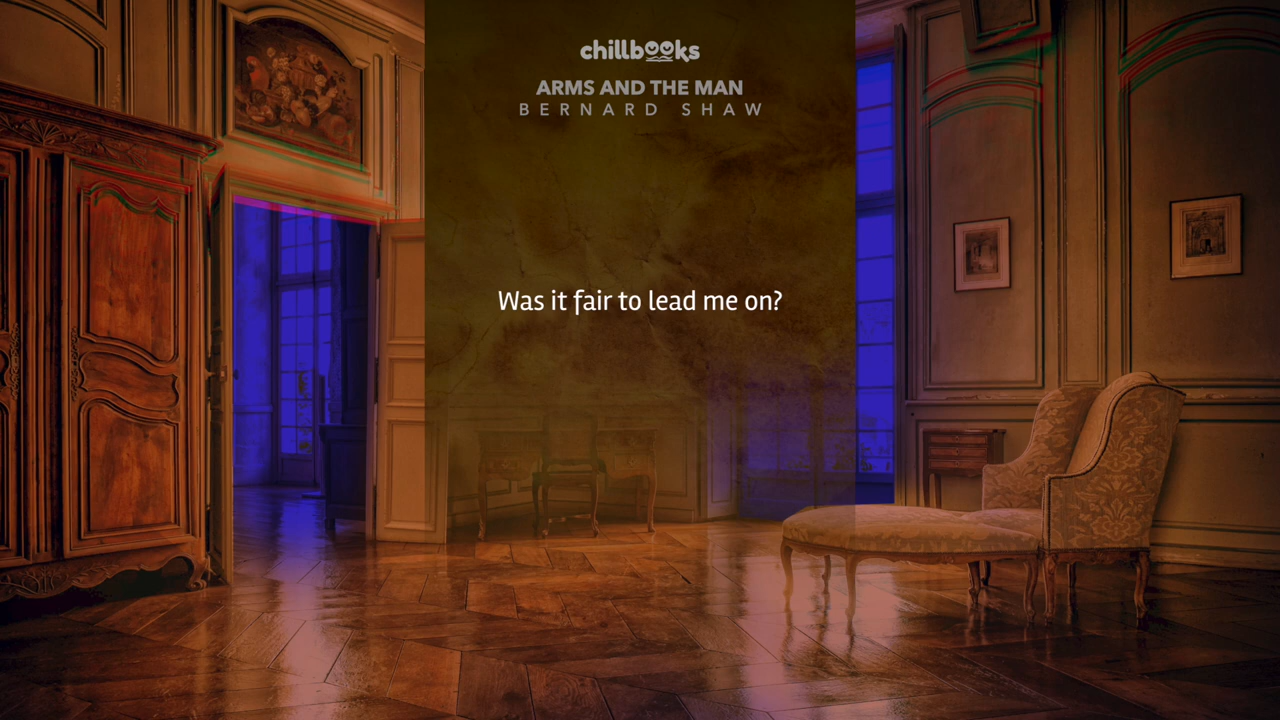 chillbooks
ARMS AND THE MAN
BERNARD SHAW
Was it fair to lead me on?